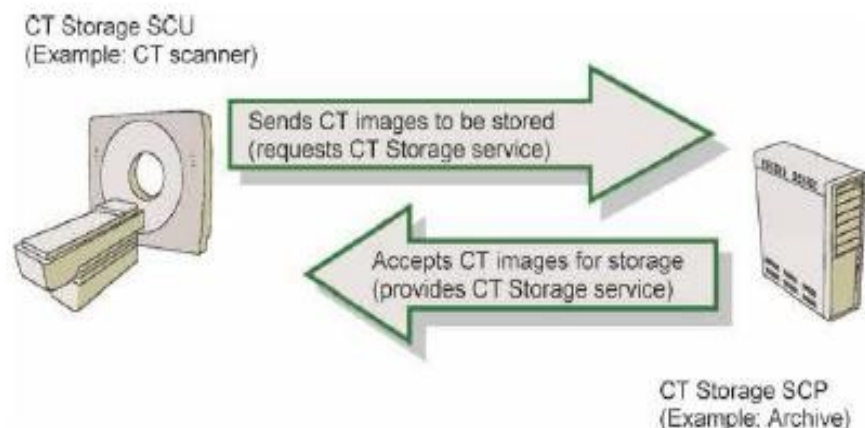 CT Storage SCU
(Example: CT scanner)
Sends CT images to be stored
(requests CT Storage service)
Accepts CT images for storage
(provides CT Storage service)
CT Storage SCP
(Example: Archive)